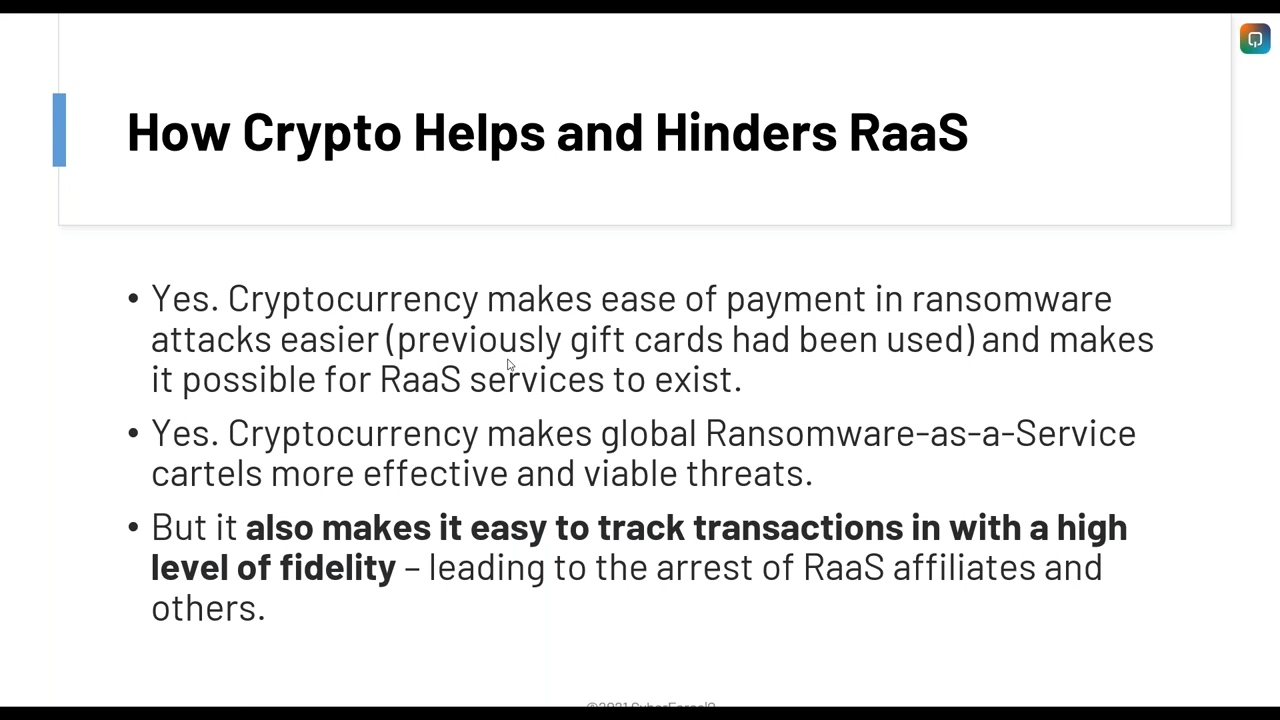 How Crypto Helps and Hinders RaaS
• Yes. Cryptocurrency makes ease of payment in ransomware
attacks easier (previously gift cards had been used) and makes
it possible for RaaS services to exist.
• Yes. Cryptocurrency makes global Ransomware-as-a-Service
cartels more effective and viable threats.
• But it also makes it easy to track transactions in with a high
level of fidelity – leading to the arrest of RaaS affiliates and
others.
©2021